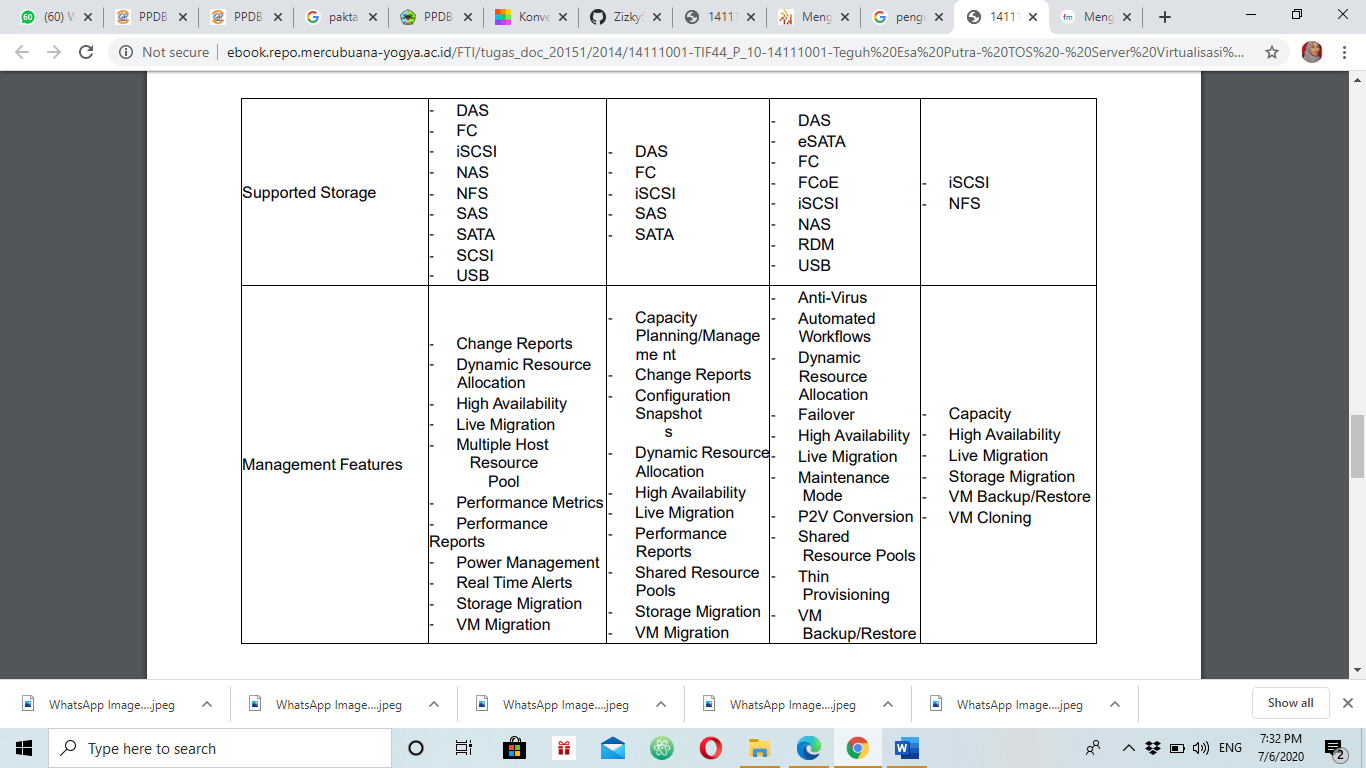 (60) W
PPDB
PPDB
pakta
PPDB
Konve
Zizky
1411
Meng
penge
1411
Meng
Not secure | ebook.repo.mercubuana-yogya.ac.id/FTI/tugas_doc_20151/2014/14111001-TIF44_P_10-14111001-Teguh%20Esa%20Putra-%20TOS%20-%20Server%20Virtualisasi%...
Supported Storage
- DAS
- FC
- iSCSI
- NAS
- NFS
- SAS
- SATA
- SCSI
- USB
- DAS
- FC
- iSCSI
- SAS
- SATA
- DAS
- eSATA
- FC
- FCoE
- iSCSI
- NAS
- RDM
- USB
- iSCSI
- NFS
Management Features
- Change Reports
- Dynamic Resource
Allocation
- High Availability
- Live Migration
- Multiple Host
Resource
Pool
- Performance Metrics
- Performance
Reports
- Power Management
- Real Time Alerts
- Storage Migration
- VM Migration
- Capacity
Planning/Manage
me nt
- Change Reports
- Configuration
Snapshot
s
- Dynamic Resource
Allocation
- High Availability
- Live Migration
- Performance
Reports
- Shared Resource
Pools
- Storage Migration
- VM Migration
- Anti-Virus
- Automated
Workflows
- Dynamic
Resource
Allocation
- Failover
- High Availability
- Live Migration
- Maintenance
Mode
- P2V Conversion
- Shared
Resource Pools
- Thin
Provisioning
- VM
Backup/Restore
- Capacity
- High Availability
- Live Migration
- Storage Migration
- VM Backup/Restore
- VM Cloning
WhatsApp Image....jpeg
WhatsApp Image....jpeg
WhatsApp Image....jpeg
WhatsApp Image....jpeg
WhatsApp Image....jpeg
Show all
Type here to search
ENG
7:32 PM
7/6/2020
2